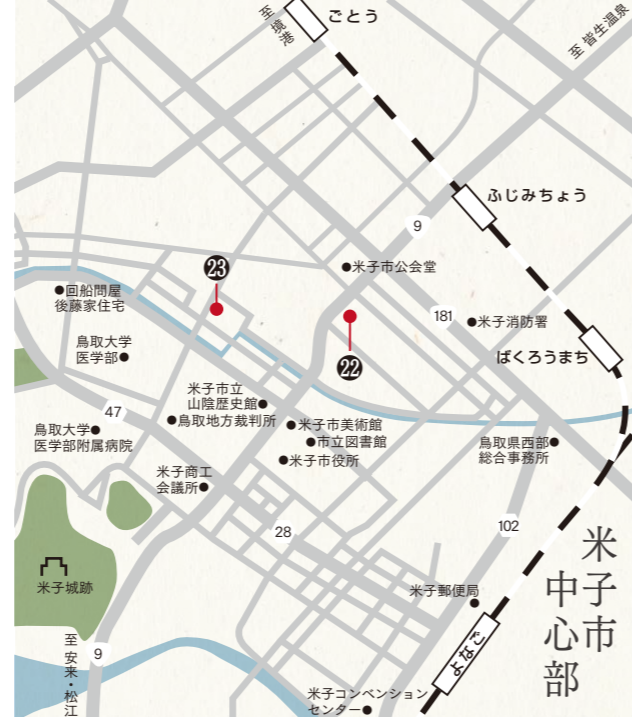 ごとう
至 境港
至 皆生温泉
ふじみちょう
9
23
米子市公会堂
回船問屋
後藤家住宅
181
米子消防署
鳥取大学
医学部
22
ばくろうまち
米子市立
山陰歴史館
47
鳥取地方裁判所
米子市美術館
鳥取大学
医学部附属病院
市立図書館
鳥取県西部
総合事務所
米子市役所
米子商工
会議所
28
102
米子市
中心部
米子城跡
米子郵便局
よなご
至 安来・松江
9
米子コンベンション
センター